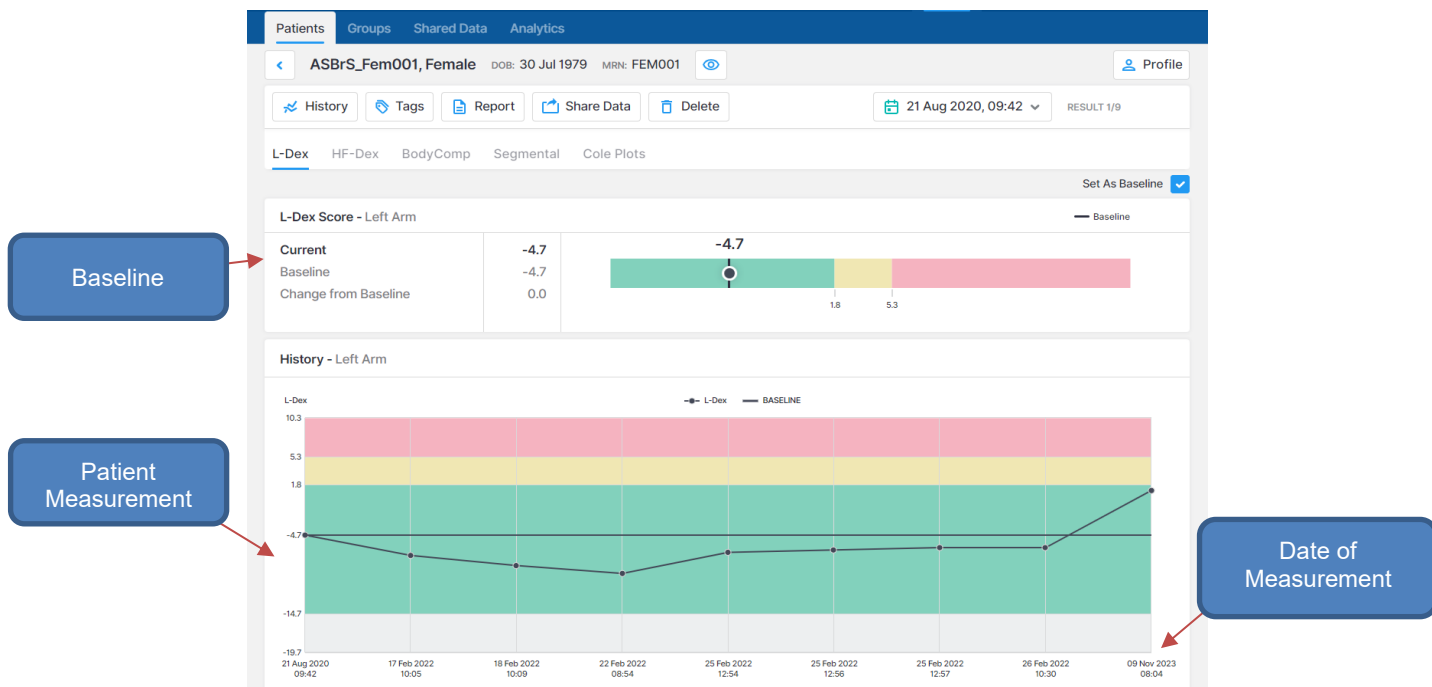 Patients Groups Shared Data Analytics
ASBrS_Fem001, Female DOB: 30 Jul 1979 MRN: FEM001
Profile
History Tags Report Share Data Delete 21 Aug 2020, 09:42 RESULT 1/9
L-Dex HF-Dex BodyComp Segmental Cole Plots
Set As Baseline
L-Dex Score - Left Arm
Baseline
Current -4.7
Baseline -4.7
Change from Baseline 0.0
-4.7
1.8 5.3
Baseline
History - Left Arm
L-Dex
L-Dex BASELINE
10.3
5.3
1.8
-4.7
-14.7
-19.7
21 Aug 2020 17 Feb 2022 18 Feb 2022 22 Feb 2022 25 Feb 2022 25 Feb 2022 25 Feb 2022 26 Feb 2022 09 Nov 2023
09:42 10:05 10:09 08:54 12:54 12:56 12:57 10:30 08:04
Patient
Measurement
Date of
Measurement